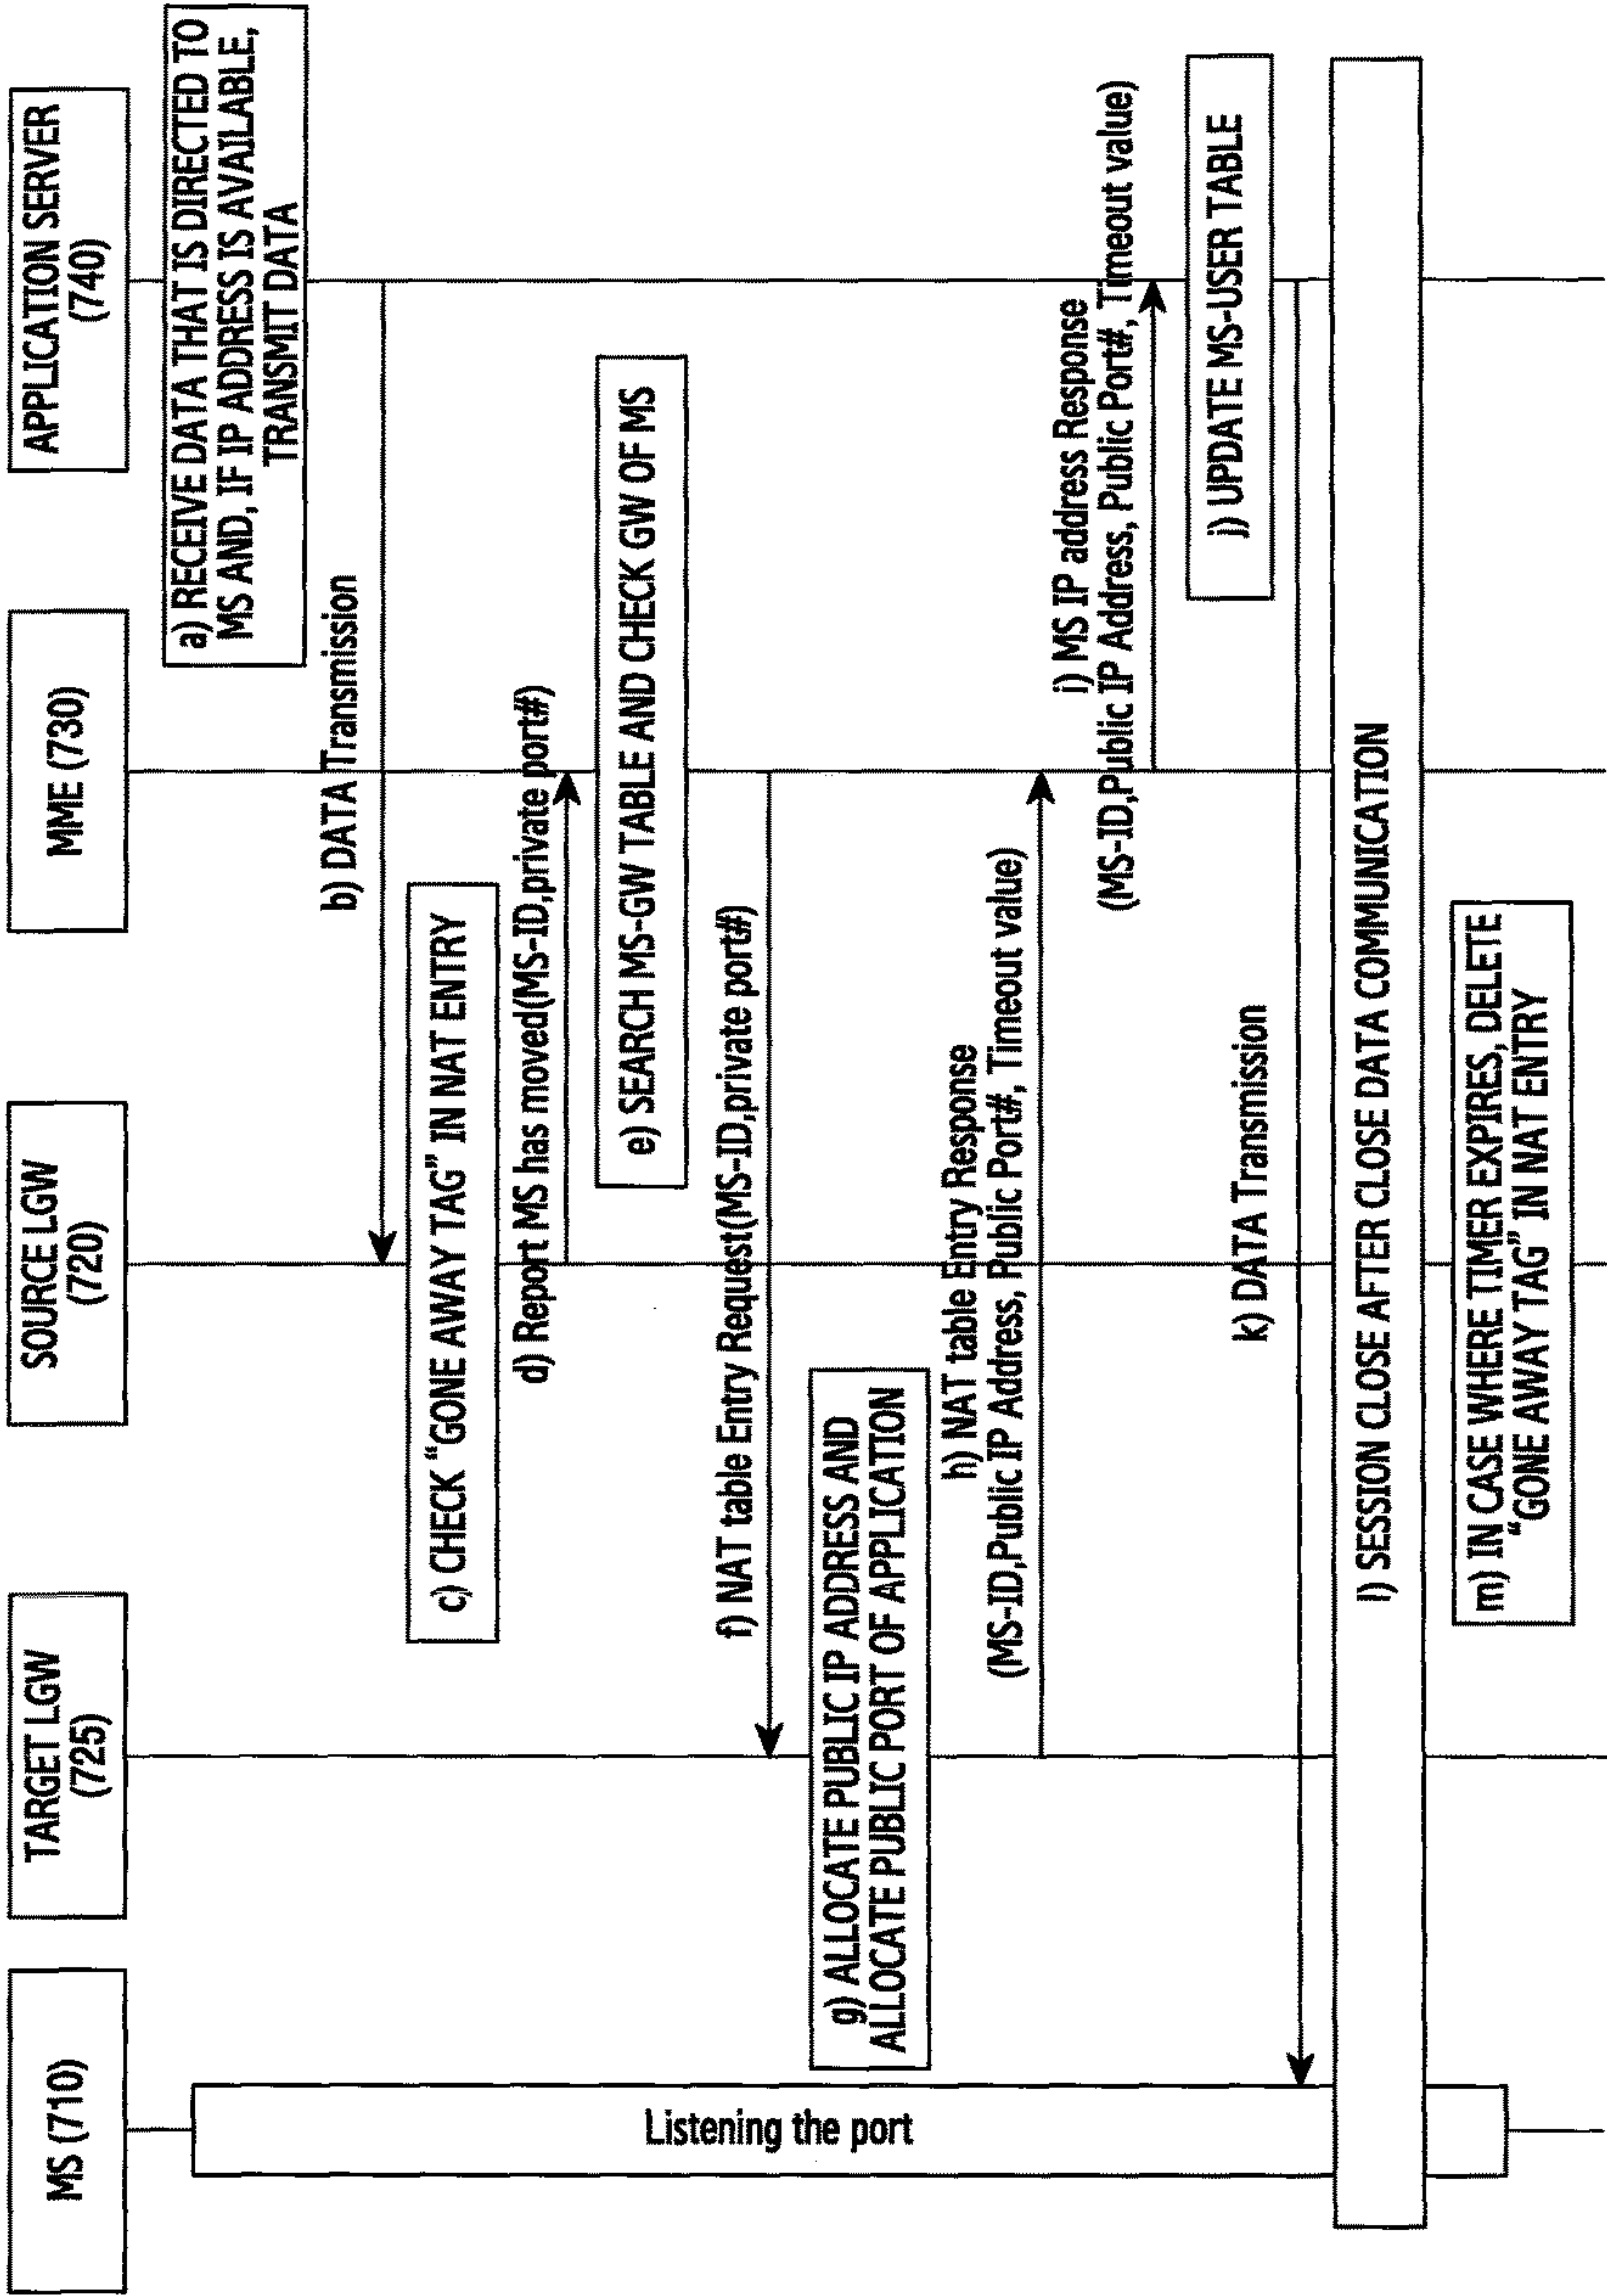 MS (710)
TARGET LGW
(725)
SOURCE LGW
(720)
MME (730)
APPLICATION SERVER
(740)
a) RECEIVE DATA THAT IS DIRECTED TO
MS AND, IF IP ADDRESS IS AVAILABLE,
TRANSMIT DATA
Listening the port
b) DATA Transmission
c) CHECK “GONE AWAY TAG” IN NAT ENTRY
d) Report MS has moved(MS-ID,private port#)
e) SEARCH MS-GW TABLE AND CHECK GW OF MS
f) NAT table Entry Request(MS-ID,private port#)
g) ALLOCATE PUBLIC IP ADDRESS AND
ALLOCATE PUBLIC PORT OF APPLICATION
h) NAT table Entry Response
(MS-ID,Public IP Address, Public Port#, Timeout value)
i) MS IP address Response
(MS-ID,Public IP Address, Public Port#, Timeout value)
j) UPDATE MS-USER TABLE
k) DATA Transmission
l) SESSION CLOSE AFTER CLOSE DATA COMMUNICATION
m) IN CASE WHERE TIMER EXPIRES, DELETE
“GONE AWAY TAG” IN NAT ENTRY